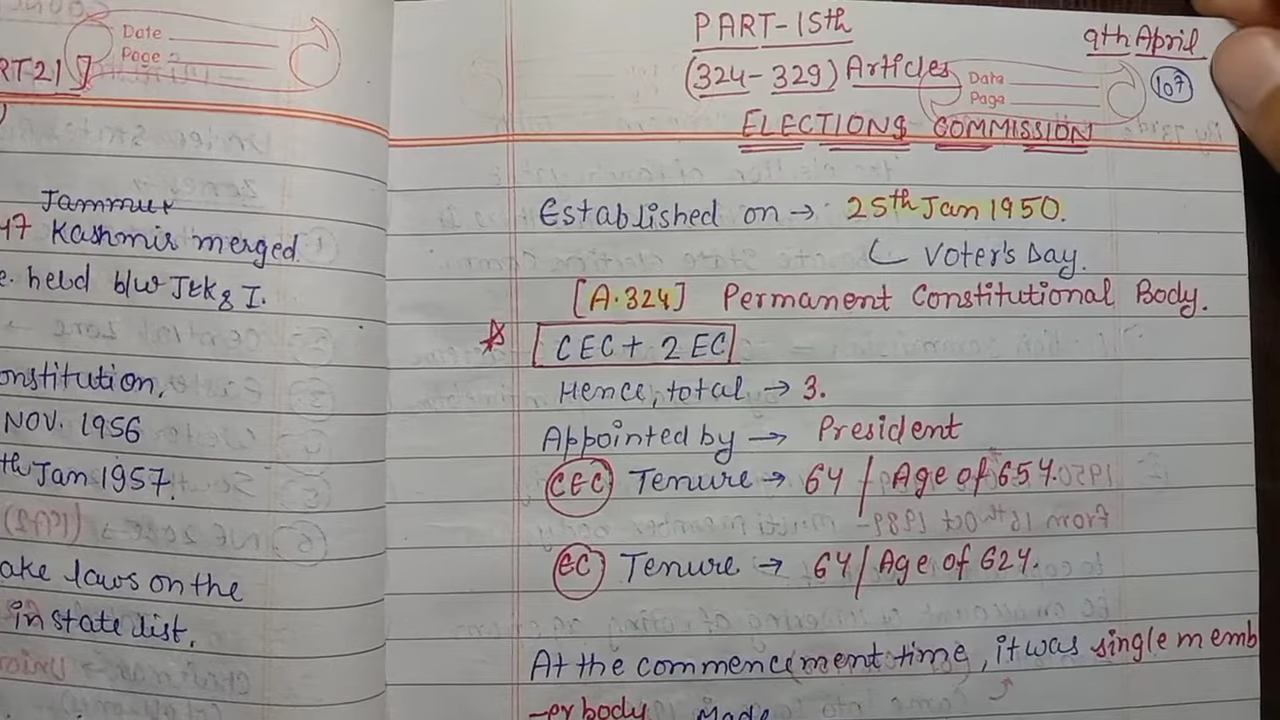 Date
Page
RT-21]
Jammu &
47 Kashmir merged.
e. held b/w J&K & I.
onstitution,
NOV. 1956
th Jan 1957.
ake laws on the
in state list.
PART-15th
9th April
(324-329) Articles
107
Date
Page
ELECTIONS COMMISSION
Established on → 25th Jan 1950.
Voter's Day.
[A.324] Permanent Constitutional Body.
CEC + 2 EC
Hence, total → 3.
Appointed by → President
CEC Tenure → 6Y / Age of 65Y.
EC Tenure → 6Y / Age of 62Y.
At the commencement time, it was single memb
-er body Made